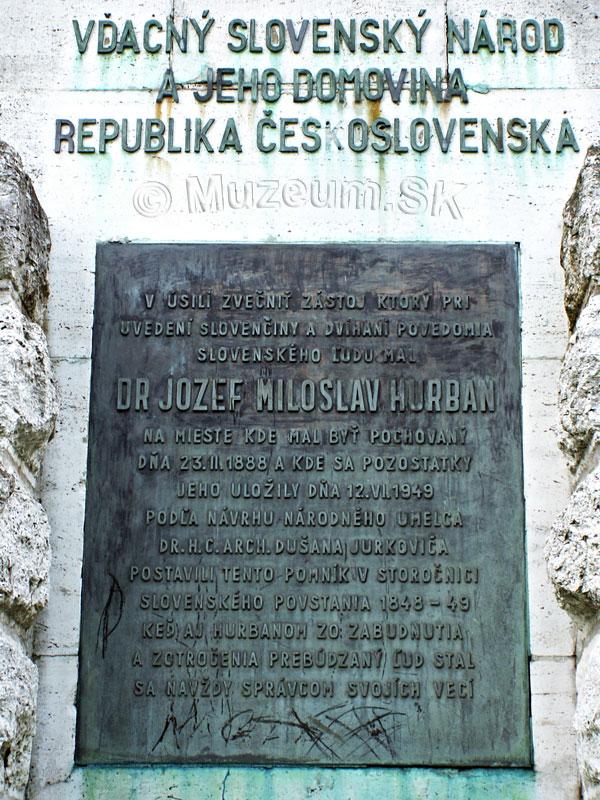 VĎAČNÝ SLOVENSKÝ NÁROD
A JEHO DOMOVINA
REPUBLIKA ČESKOSLOVENSKÁ
© Muzeum.SK
V ÚSILÍ ZVEČNIŤ ZÁSTOJ KTORÝ PRI
UVEDENÍ SLOVENČINY A DVÍHANÍ POVEDOMIA
SLOVENSKÉHO ĽUDU MAL
DR JOZEF MILOSLAV HURBAN
NA MIESTE KDE MAL BYŤ POCHOVANÝ
DŇA 23.II.1888 A KDE SA POZOSTATKY
JEHO ULOŽILY DŇA 12.VI.1949
PODĽA NÁVRHU NÁRODNÉHO UMELCA
DR.H.C.ARCH.DUŠANA JURKOVIČA
POSTAVILI TENTO POMNÍK V STOROČNICI
SLOVENSKÉHO POVSTANIA 1848-49
KEĎ AJ HURBANOM ZO ZABUDNUTIA
A ZOTROČENIA PREBÚDZANÝ ĽUD STAL
SA NAVŽDY SPRÁVCOM SVOJÍCH VECÍ